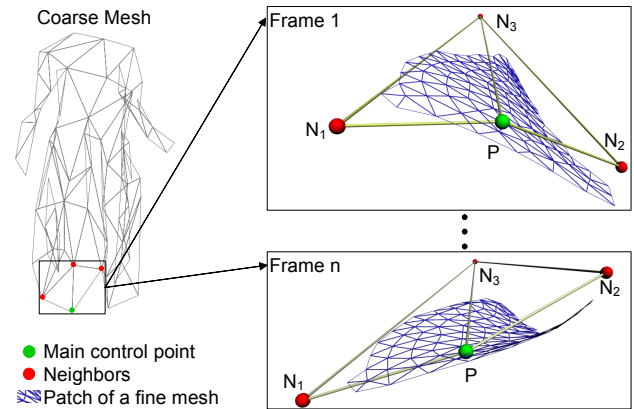 Coarse Mesh
Frame 1
N3
N1
P
N2
Frame n
N3
N2
N1
P
Main control point
Neighbors
Patch of a fine mesh